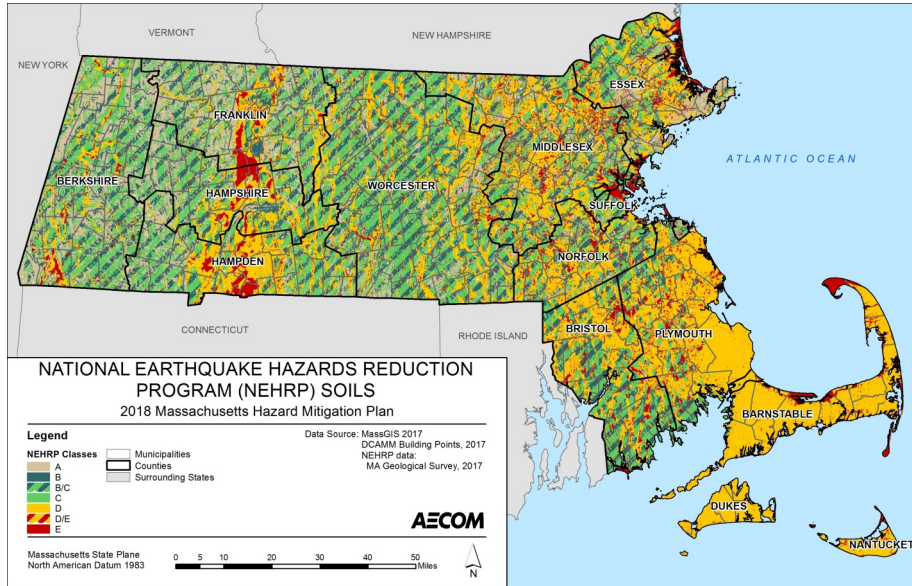 VERMONT
NEW HAMPSHIRE
NEW YORK
ESSEX
FRANKLIN
MIDDLESEX
ATLANTIC OCEAN
BERKSHIRE
HAMPSHIRE
WORCESTER
SUFFOLK
HAMPDEN
NORFOLK
CONNECTICUT
RHODE ISLAND
BRISTOL
PLYMOUTH
BARNSTABLE
DUKES
NANTUCKET
NATIONAL EARTHQUAKE HAZARDS REDUCTION
PROGRAM (NEHRP) SOILS
2018 Massachusetts Hazard Mitigation Plan
Legend
NEHRP Classes
A
B
B/C
C
D
D/E
E
Municipalities
Counties
Surrounding States
Data Source: MassGIS 2017
DCAMM Building Points, 2017
NEHRP data:
MA Geological Survey, 2017
AECOM
Massachusetts State Plane
North American Datum 1983
0 5 10 20 30 40 50
Miles
N